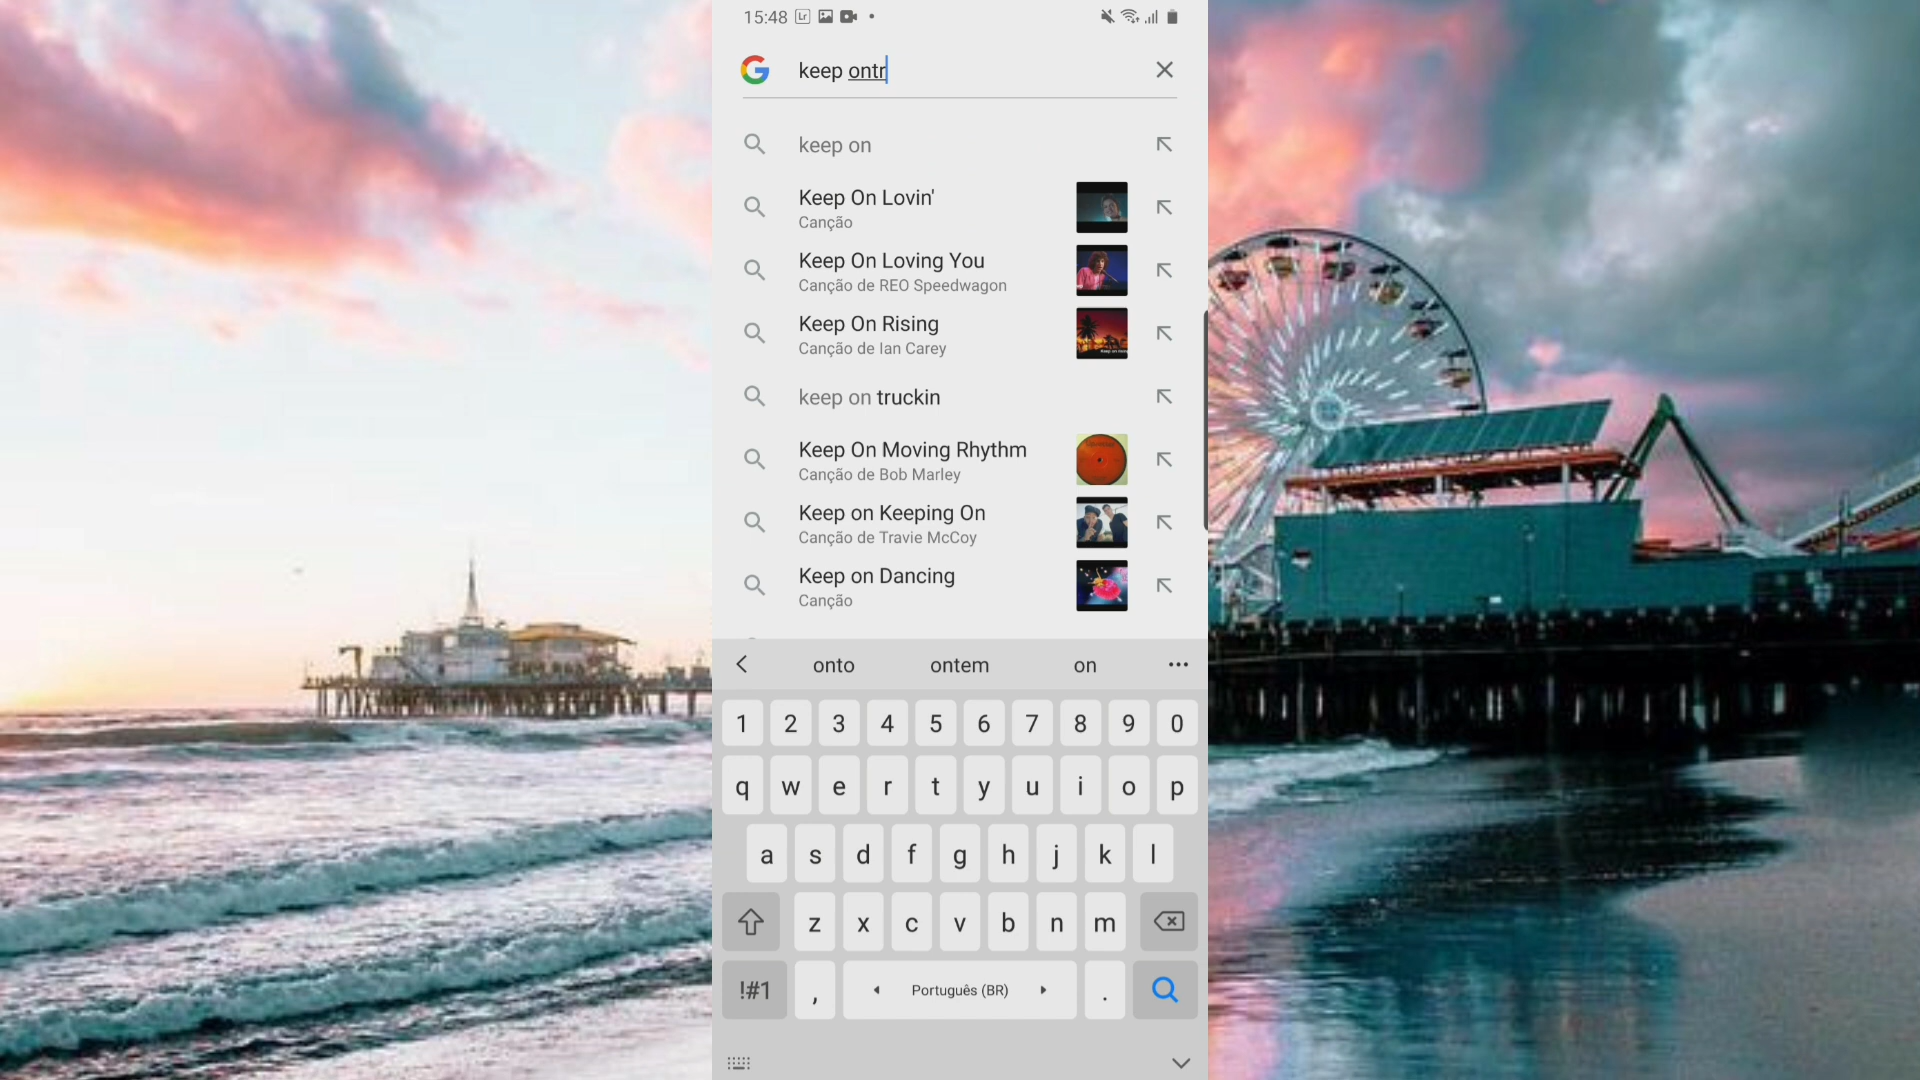 15:48
keep ontr
keep on
Keep On Lovin'
Canção
Keep On Loving You
Canção de REO Speedwagon
Keep On Rising
Canção de Ian Carey
keep on truckin
Keep On Moving Rhythm
Canção de Bob Marley
Keep on Keeping On
Canção de Travie McCoy
Keep on Dancing
Canção
onto ontem on
1 2 3 4 5 6 7 8 9 0
q w e r t y u i o p
a s d f g h j k l
z x c v b n m
!#1 , Português (BR) .